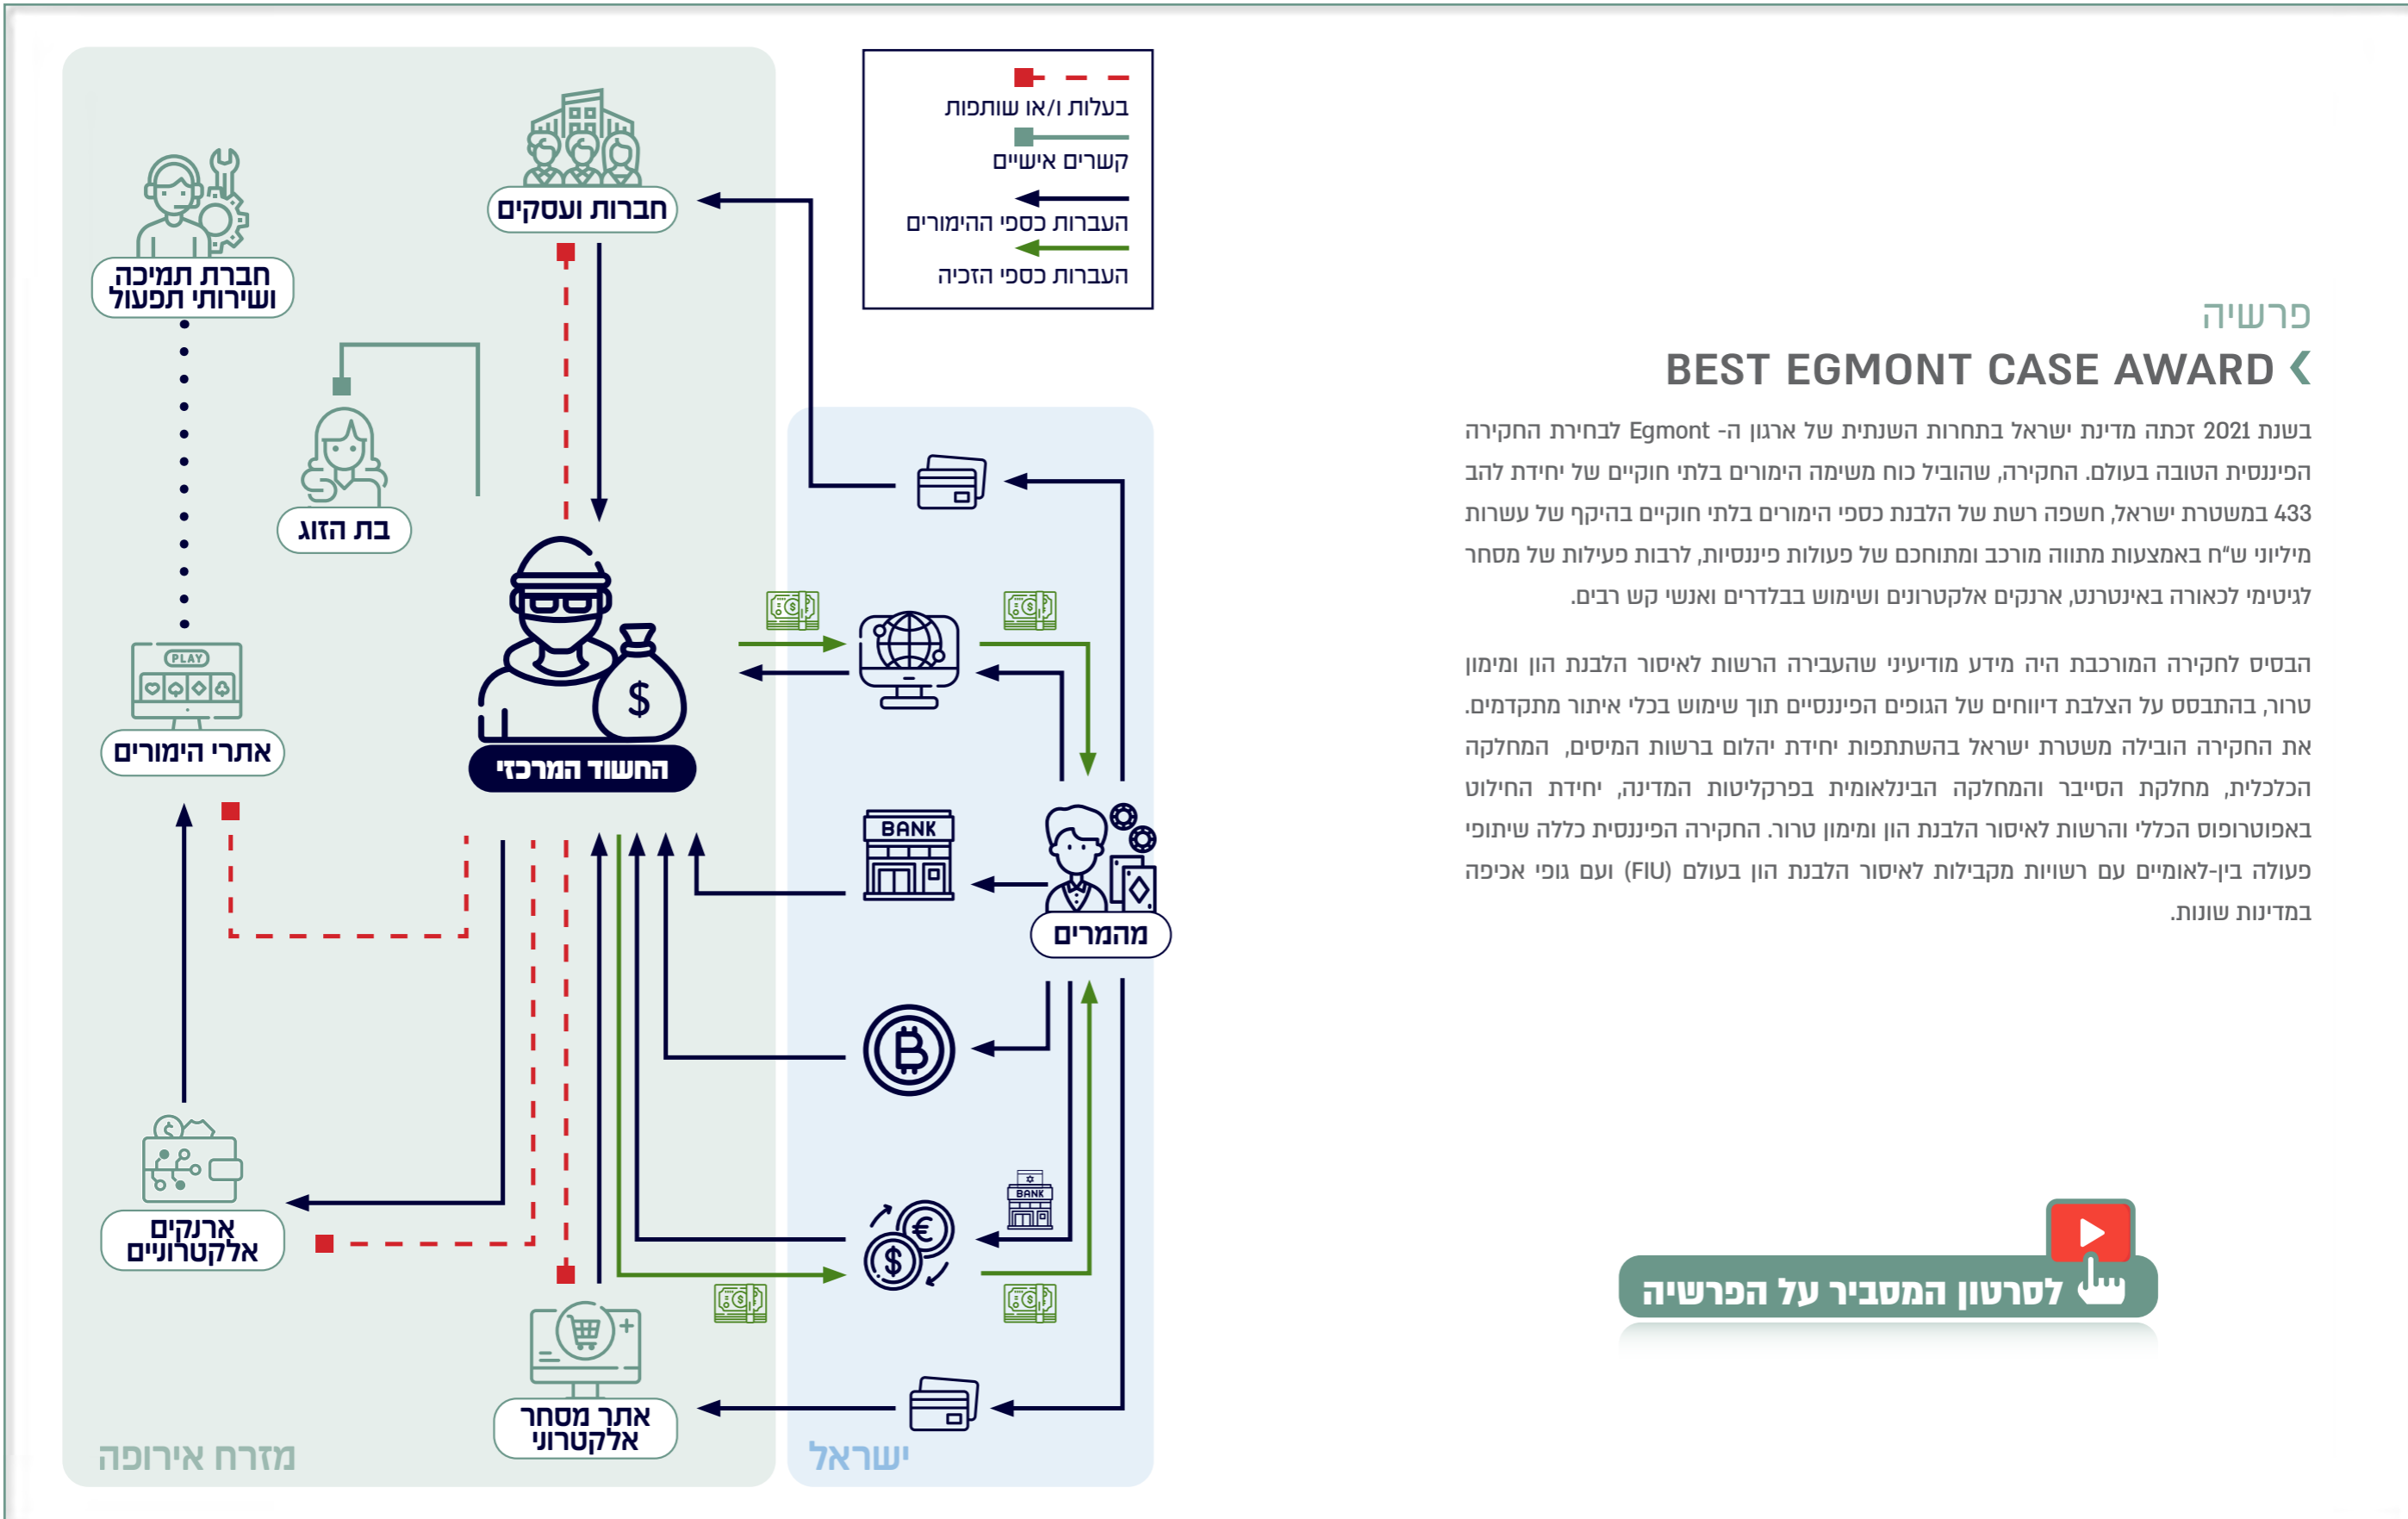 פרשיה
BEST EGMONT CASE AWARD
בשנת 2021 זכתה מדינת ישראל בתחרות השנתית של ארגון ה- Egmont לבחירת החקירה
הפיננסית הטובה בעולם. החקירה, שהוביל כוח משימה הימורים בלתי חוקיים של יחידת להב
433 במשטרת ישראל, חשפה רשת של הלבנת כספי הימורים בלתי חוקיים בהיקף של עשרות
מיליוני ש"ח באמצעות מתווה מורכב ומתוחכם של פעולות פיננסיות, לרבות פעילות של מסחר
לגיטימי לכאורה באינטרנט, ארנקים אלקטרונים ושימוש בבלדרים ואנשי קש רבים.
הבסיס לחקירה המורכבת היה מידע מודיעיני שהעבירה הרשות לאיסור הלבנת הון ומימון
טרור, בהתבסס על הצלבת דיווחים של הגופים הפיננסיים תוך שימוש בכלי איתור מתקדמים.
את החקירה הובילה משטרת ישראל בהשתתפות יחידת יהלום ברשות המיסים, המחלקה
הכלכלית, מחלקת הסייבר והמחלקה הבינלאומית בפרקליטות המדינה, יחידת החילוט
באפוטרופוס הכללי והרשות לאיסור הלבנת הון ומימון טרור. החקירה הפיננסית כללה שיתופי
פעולה בין-לאומיים עם רשויות מקבילות לאיסור הלבנת הון בעולם (FIU) ועם גופי אכיפה
במדינות שונות.
לסרטון המסביר על הפרשיה
בעלות ו/או שותפות
קשרים אישיים
העברות כספי ההימורים
העברות כספי הזכיה
חברות ועסקים
חברת תמיכה
ושירותי תפעול
בת הזוג
PLAY
אתרי הימורים
$
החשוד המרכזי
BANK
מהמרים
BANK
€
$
ארנקים
אלקטרוניים
אתר מסחר
אלקטרוני
ישראל
מזרח אירופה